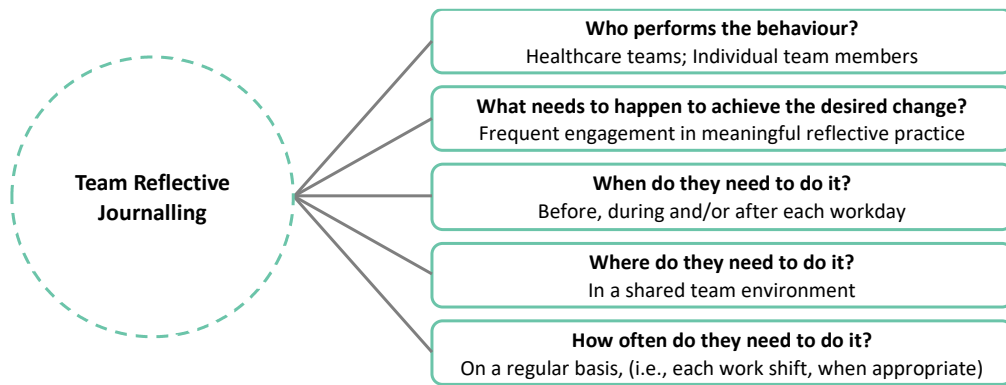 Team Reflective
Journalling
Who performs the behaviour?
Healthcare teams; Individual team members
What needs to happen to achieve the desired change?
Frequent engagement in meaningful reflective practice
When do they need to do it?
Before, during and/or after each workday
Where do they need to do it?
In a shared team environment
How often do they need to do it?
On a regular basis, (i.e., each work shift, when appropriate)